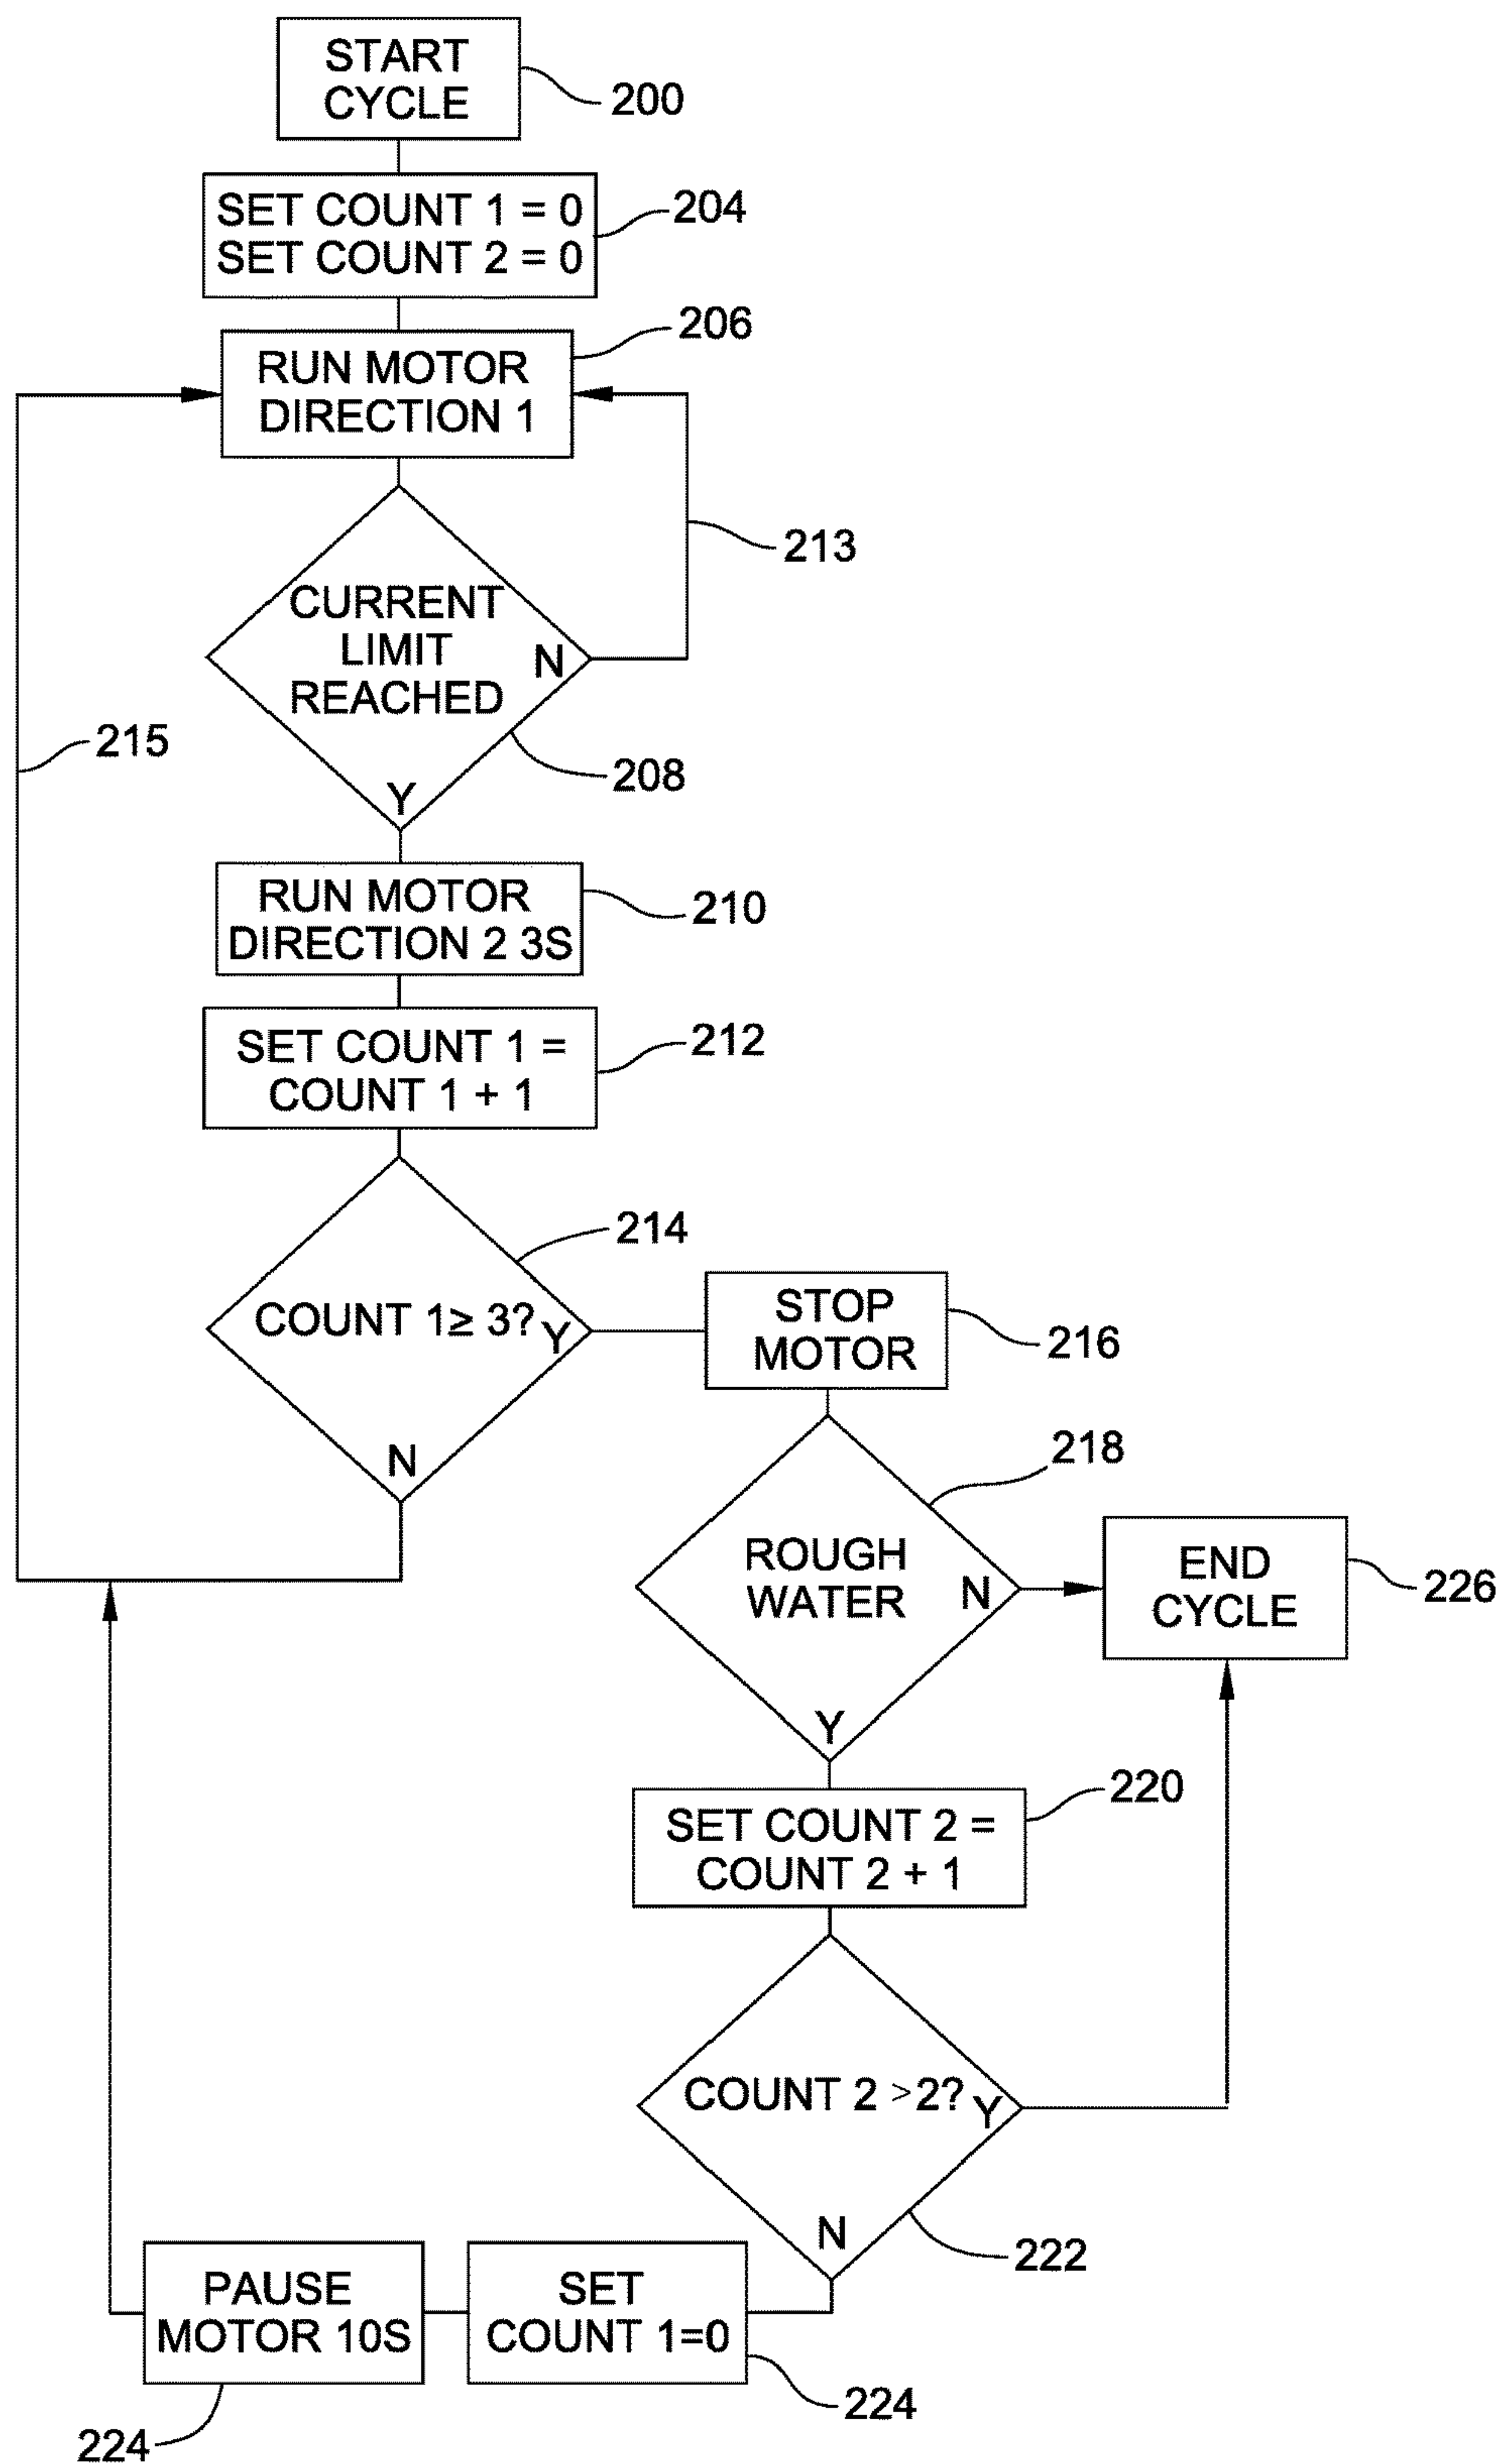 START
CYCLE
200
SET COUNT 1 = 0
SET COUNT 2 = 0
204
206
RUN MOTOR
DIRECTION 1
213
CURRENT
LIMIT
REACHED
N
Y
208
215
RUN MOTOR
DIRECTION 2 3S
210
SET COUNT 1 =
COUNT 1 + 1
212
214
COUNT 1≥ 3?
Y
N
STOP
MOTOR
216
218
ROUGH
WATER
N
Y
END
CYCLE
226
SET COUNT 2 =
COUNT 2 + 1
220
COUNT 2 >2?
Y
N
222
SET
COUNT 1=0
224
PAUSE
MOTOR 10S
224